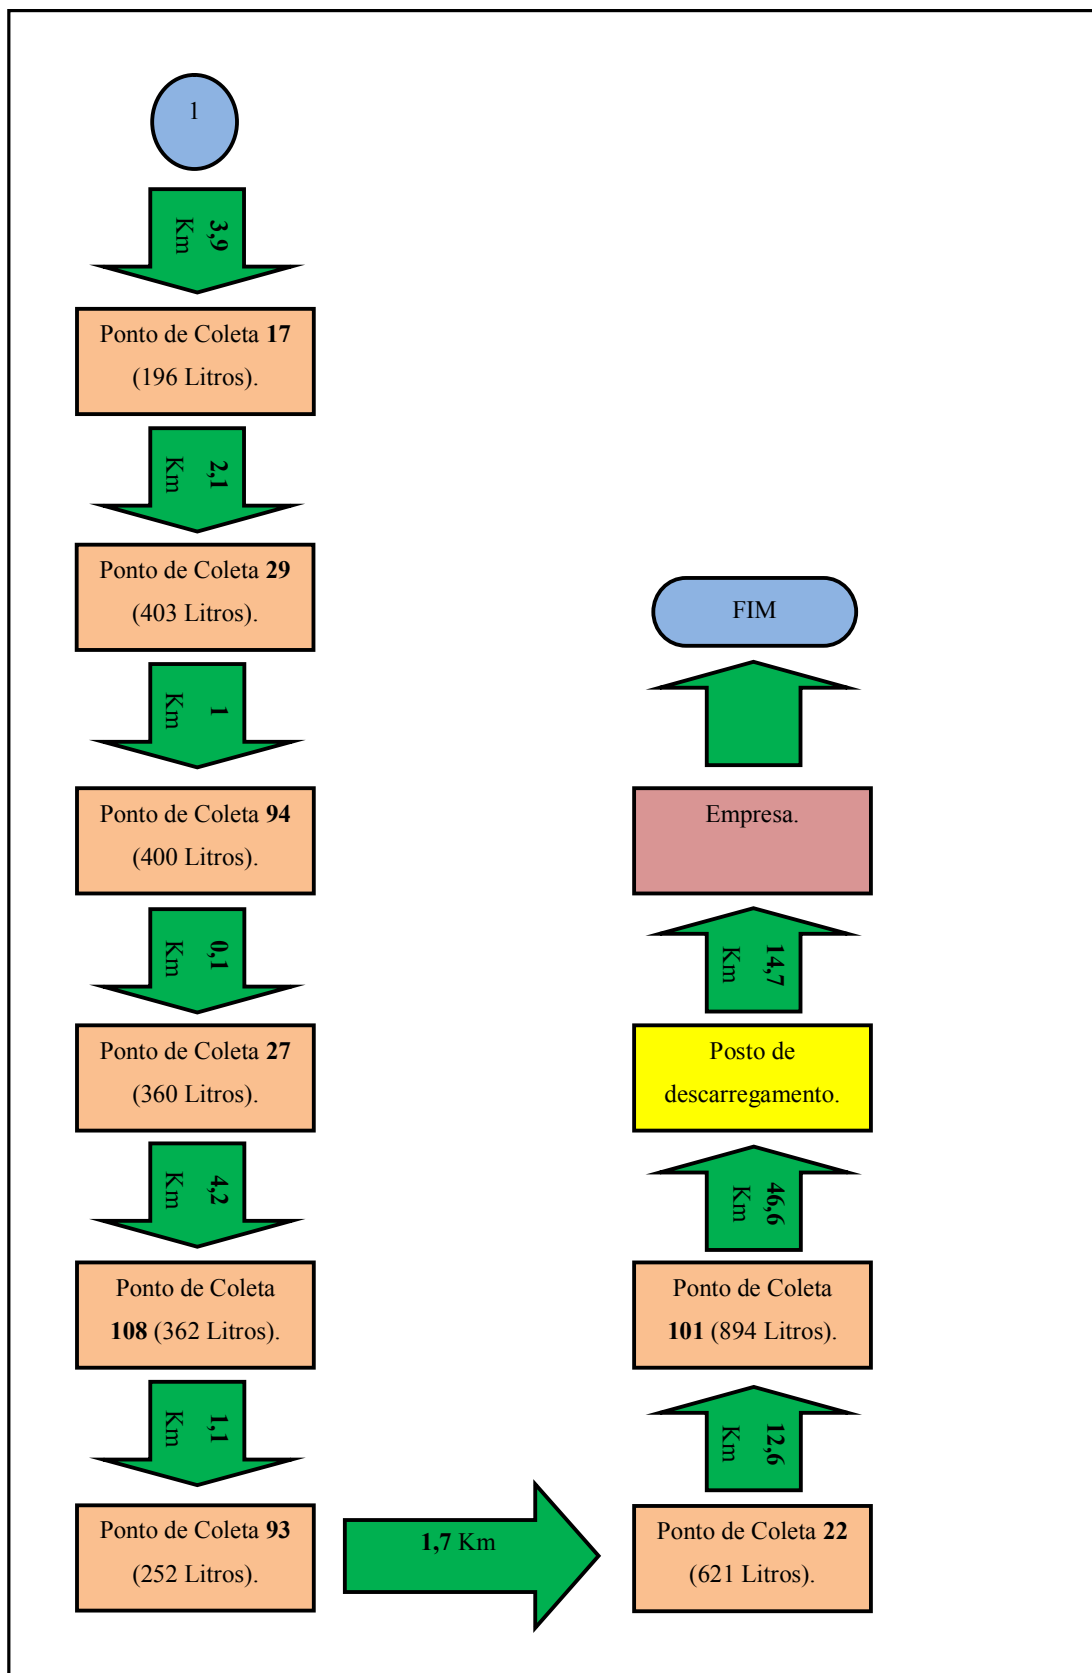 1
3,9
Km
Ponto de Coleta 17
(196 Litros).
2,1
Km
Ponto de Coleta 29
(403 Litros).
1
Km
Ponto de Coleta 94
(400 Litros).
0,1
Km
Ponto de Coleta 27
(360 Litros).
4,2
Km
Ponto de Coleta
108 (362 Litros).
1,1
Km
Ponto de Coleta 93
(252 Litros).
1,7 Km
Ponto de Coleta 22
(621 Litros).
12,6
Km
Ponto de Coleta
101 (894 Litros).
46,6
Km
Posto de
descarregamento.
14,7
Km
Empresa.
FIM